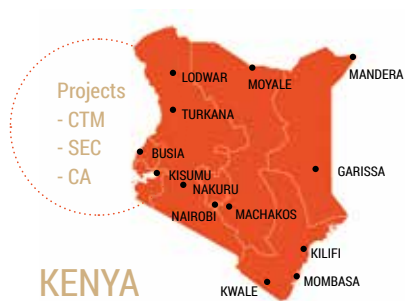 LODWAR
MOYALE
MANDERA
Projects
- CTM
- SEC
- CA
TURKANA
BUSIA
KISUMU
NAKURU
GARISSA
NAIROBI
MACHAKOS
KILIFI
KENYA
KWALE
MOMBASA